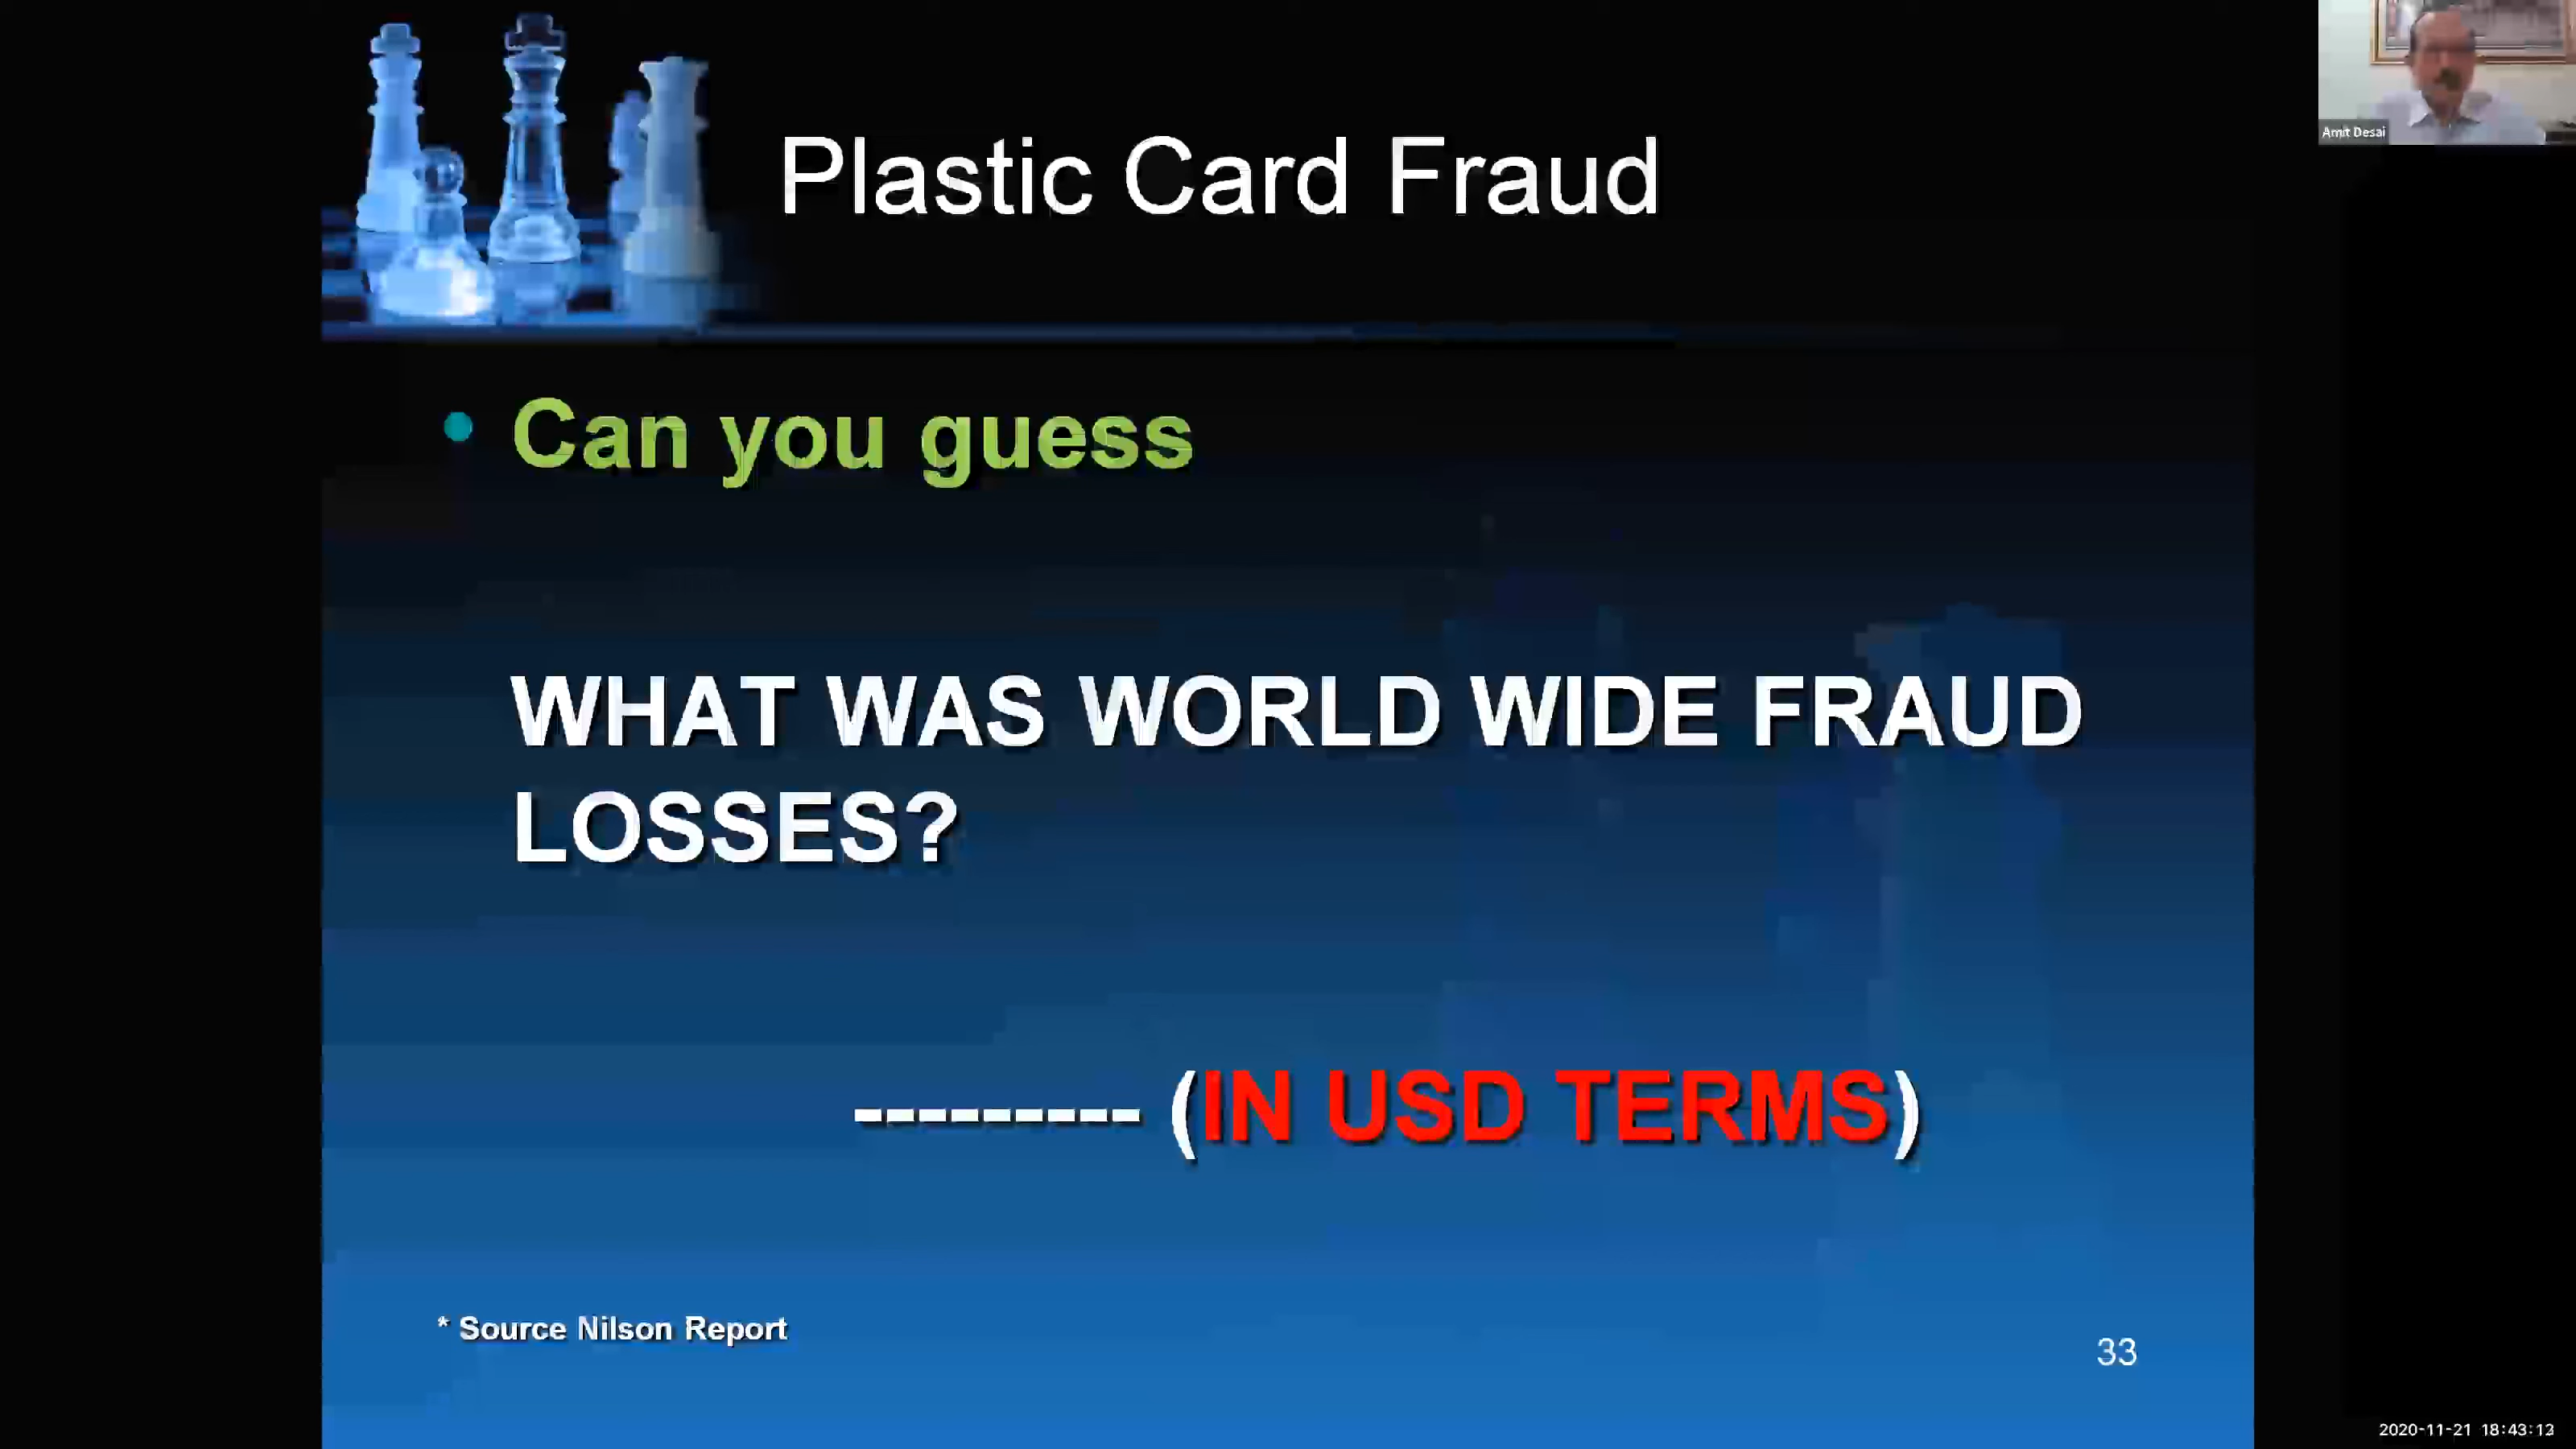 Plastic Card Fraud
Amit Desai
• Can you guess
WHAT WAS WORLD WIDE FRAUD
LOSSES?
--------- (IN USD TERMS)
* Source Nilson Report
33
2020-11-21 18:43:12